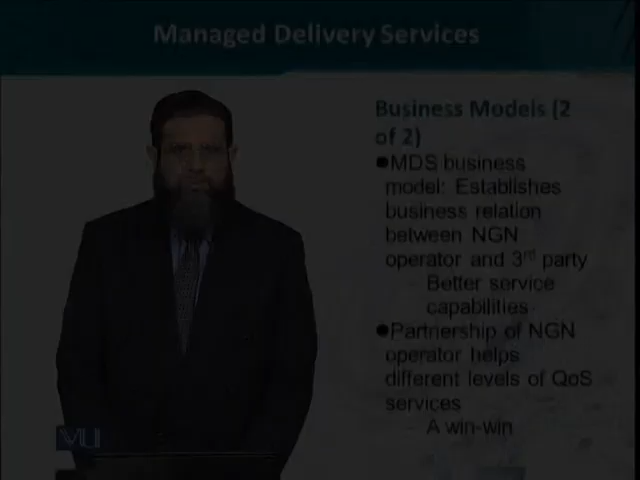 Managed Delivery Services
Business Models (2
of 2)
●MDS business
model: Establishes
business relation
between NGN
operator and 3rd party
Better service
capabilities
●Partnership of NGN
operator helps
different levels of QoS
services
A win-win
VU